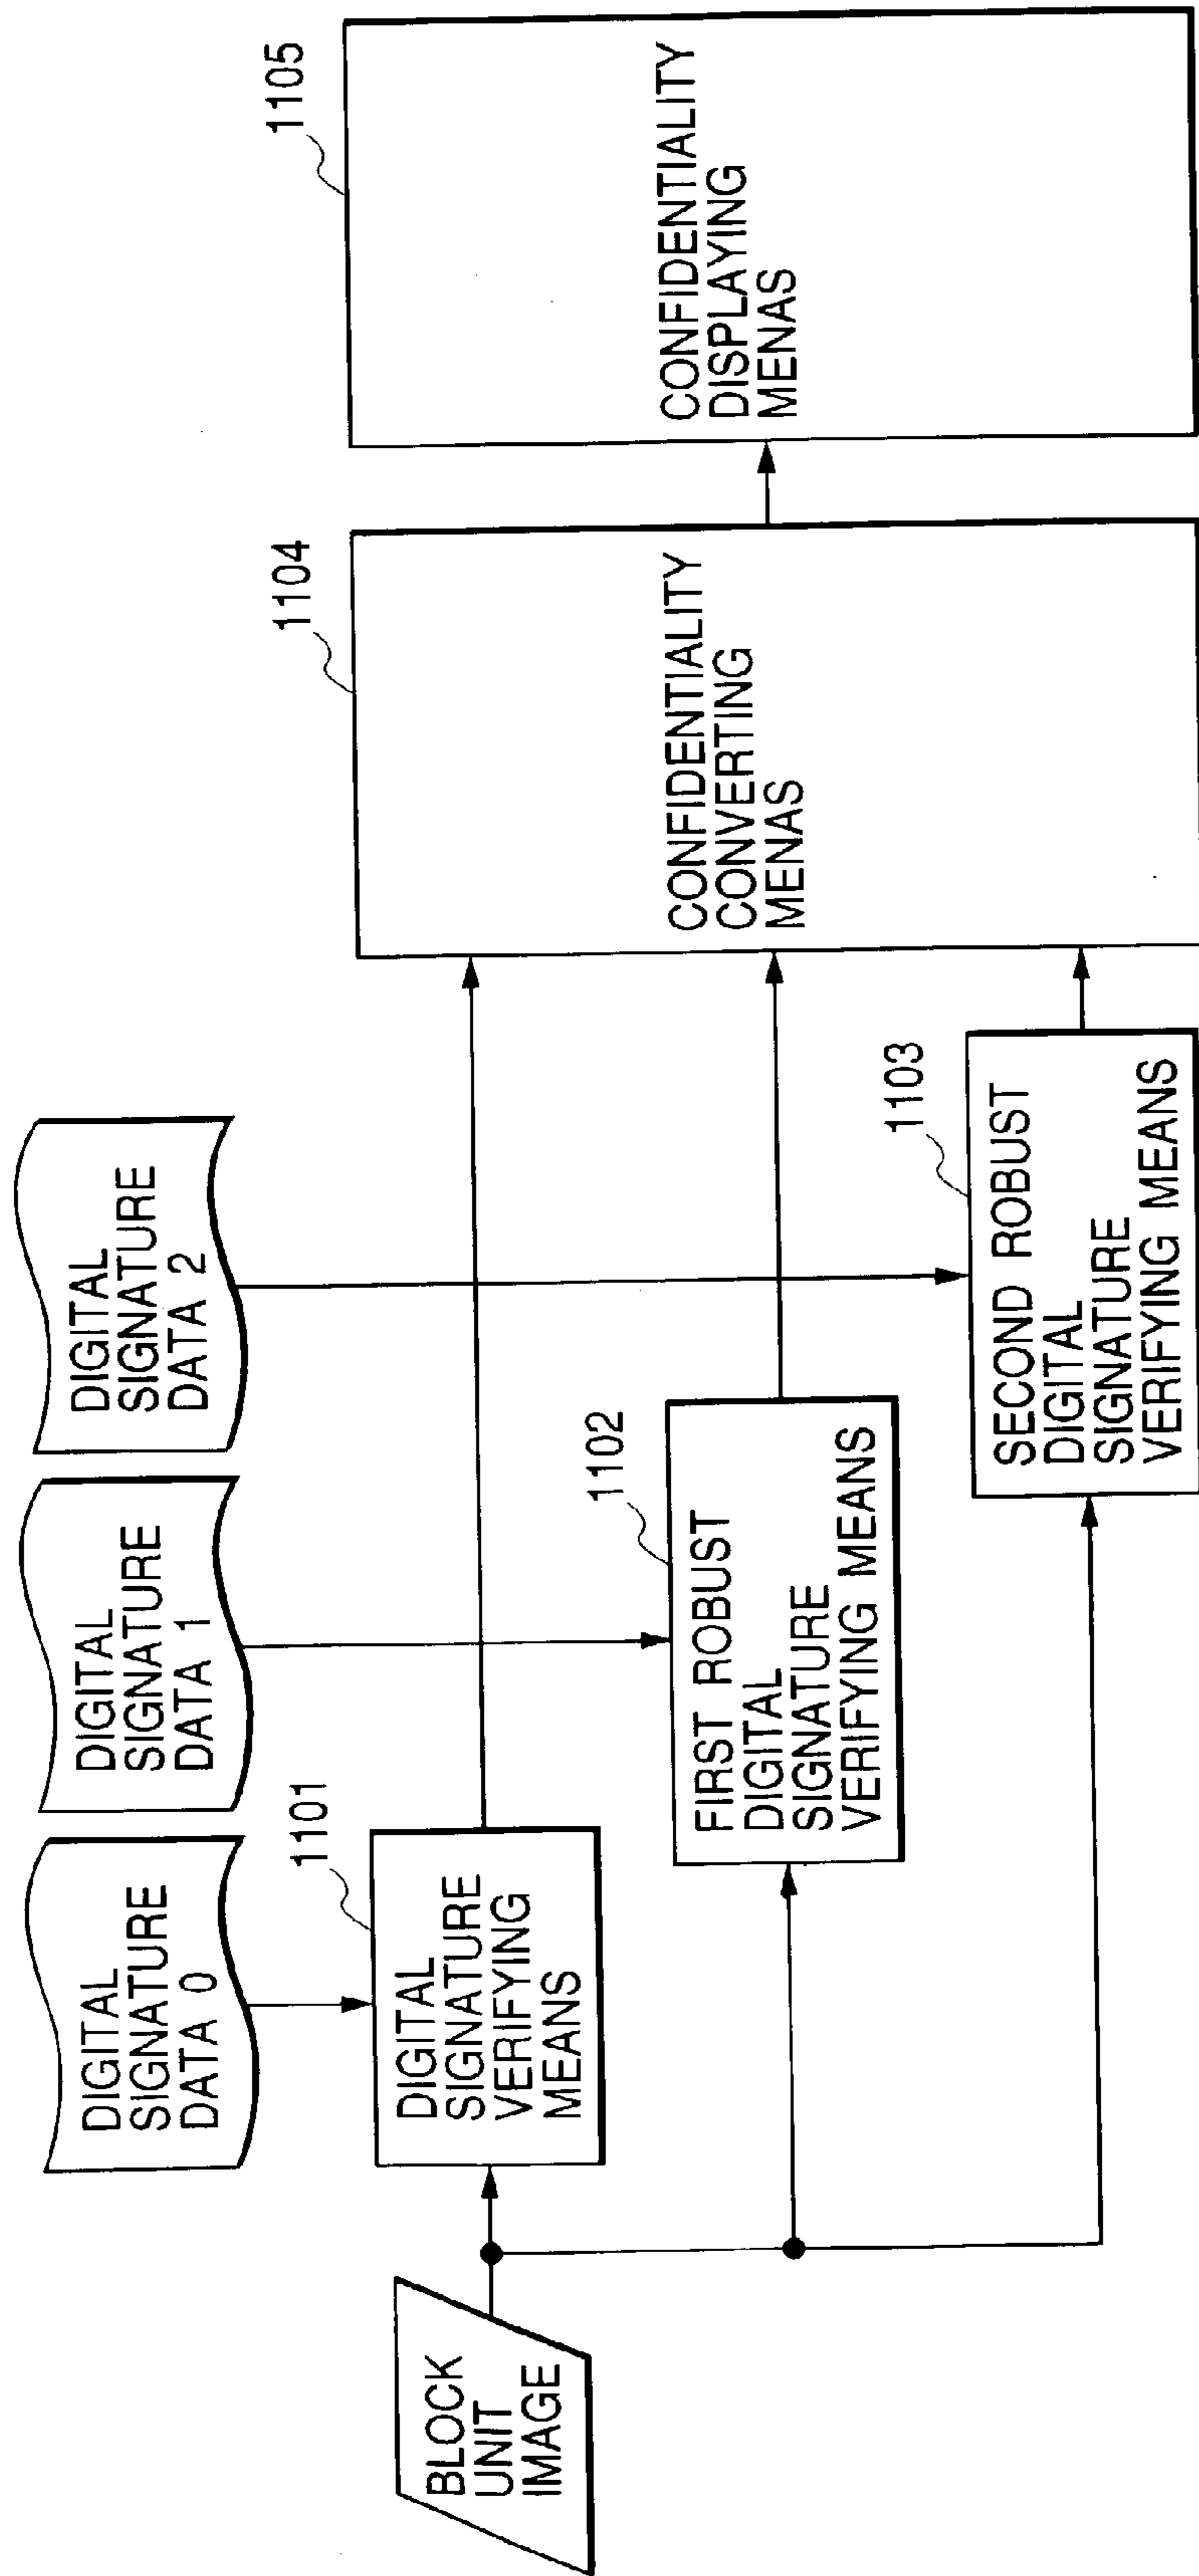 DIGITAL
SIGNATURE
DATA 0
DIGITAL
SIGNATURE
DATA 1
DIGITAL
SIGNATURE
DATA 2
BLOCK
UNIT
IMAGE
1101
DIGITAL
SIGNATURE
VERIFYING
MEANS
1102
FIRST ROBUST
DIGITAL
SIGNATURE
VERIFYING MEANS
1103
SECOND ROBUST
DIGITAL
SIGNATURE
VERIFYING MEANS
1104
CONFIDENTIALITY
CONVERTING
MENAS
1105
CONFIDENTIALITY
DISPLAYING
MENAS